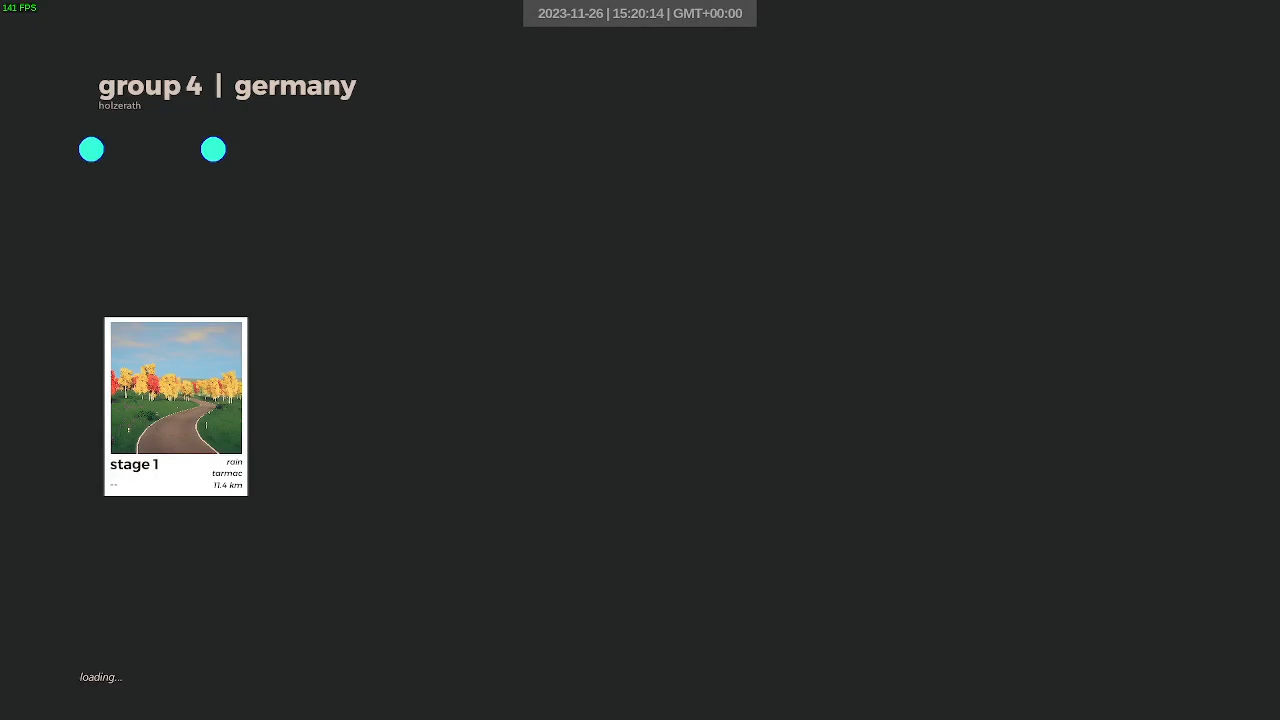 141 FPS
2023-11-26 | 15:20:14 | GMT+00:00
group 4 | germany
holzerath
stage 1
rain
tarmac
--
11.4 km
loading...